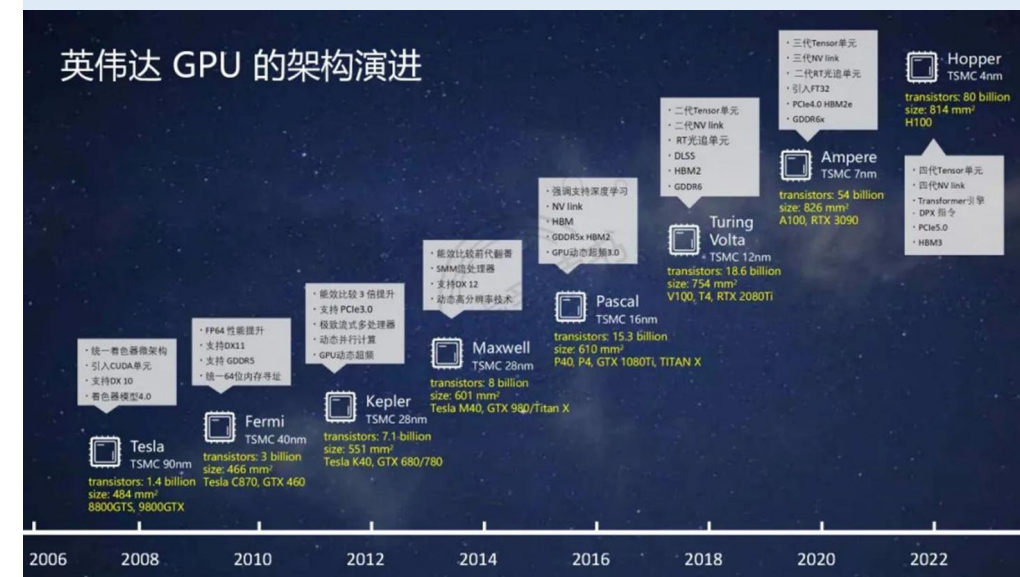 英伟达 GPU 的架构演进
· 统一着色器微架构
· 引入CUDA单元
· 支持DX 10
· 着色器模型4.0
Tesla
TSMC 90nm
transistors: 1.4 billion
size: 484 mm²
8800GTS, 9800GTX
· FP64 性能提升
· 支持DX11
· 支持 GDDR5
· 统一64位内存寻址
Fermi
TSMC 40nm
transistors: 3 billion
size: 466 mm²
Tesla C870, GTX 460
· 能效比较 3 倍提升
· 支持 PCIe3.0
· 极致流式多处理器
· 动态并行计算
· GPU动态超频
Kepler
TSMC 28nm
transistors: 7.1 billion
size: 551 mm²
Tesla K40, GTX 680/780
· 能效比较前代翻番
· SMM流处理器
· 支持DX 12
· 动态高分辨率技术
Maxwell
TSMC 28nm
transistors: 8 billion
size: 601 mm²
Tesla M40, GTX 980/Titan X
· 强调支持深度学习
· NV link
· HBM
· GDDR5x HBM2
· GPU动态超频3.0
Pascal
TSMC 16nm
transistors: 15.3 billion
size: 610 mm²
P40, P4, GTX 1080Ti, TITAN X
· 二代Tensor单元
· 二代NV link
· RT光追单元
· DLSS
· HBM2
· GDDR6
Turing
Volta
TSMC 12nm
transistors: 18.6 billion
size: 754 mm²
V100, T4, RTX 2080Ti
· 三代Tensor单元
· 三代NV link
· 二代RT光追单元
· 引入FT32
· PCIe4.0 HBM2e
· GDDR6x
Ampere
TSMC 7nm
transistors: 54 billion
size: 826 mm²
A100, RTX 3090
Hopper
TSMC 4nm
transistors: 80 billion
size: 814 mm²
H100
· 四代Tensor单元
· 四代NV link
· Transformer引擎
· DPX 指令
· PCIe5.0
· HBM3
2006 2008 2010 2012 2014 2016 2018 2020 2022